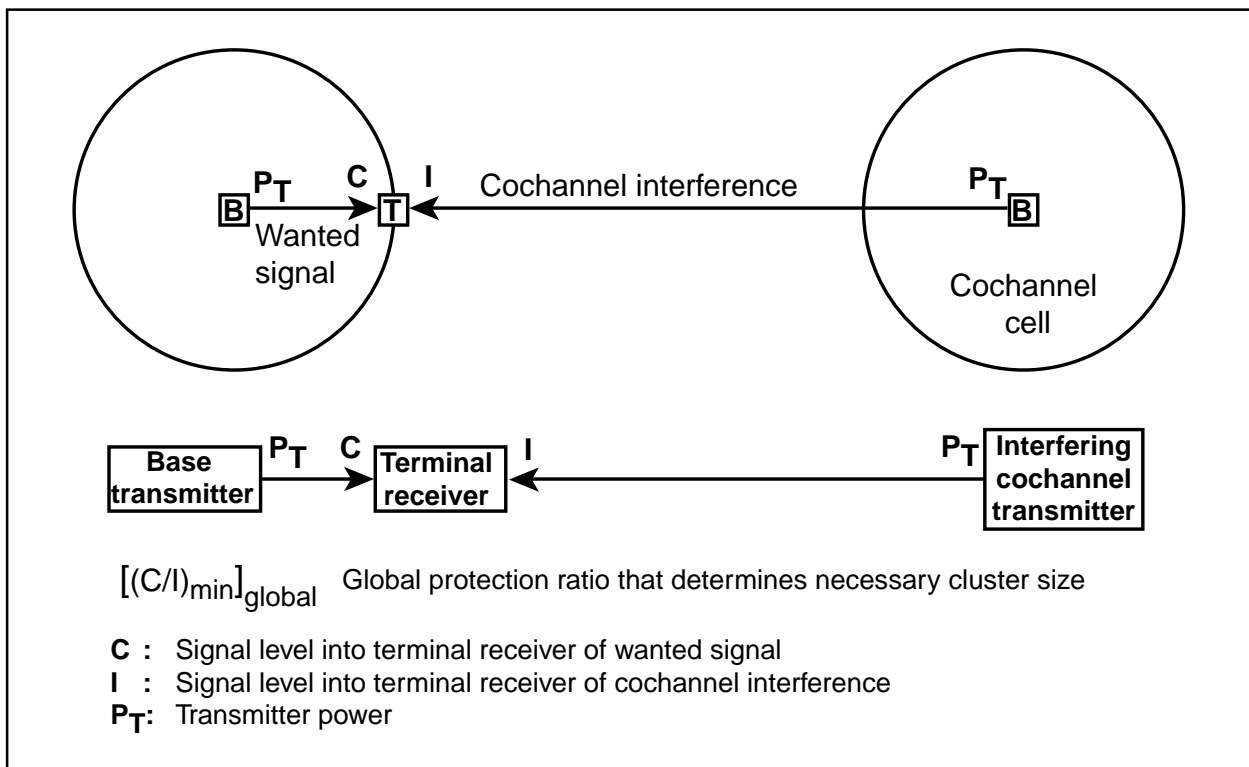 P_T C I Cochannel interference P_T
B T B
Wanted
signal
Cochannel
cell
P_T C I P_T
Base
transmitter
Terminal
receiver
Interfering
cochannel
transmitter
[(C/I)_min]_global Global protection ratio that determines necessary cluster size
C : Signal level into terminal receiver of wanted signal
I : Signal level into terminal receiver of cochannel interference
P_T: Transmitter power